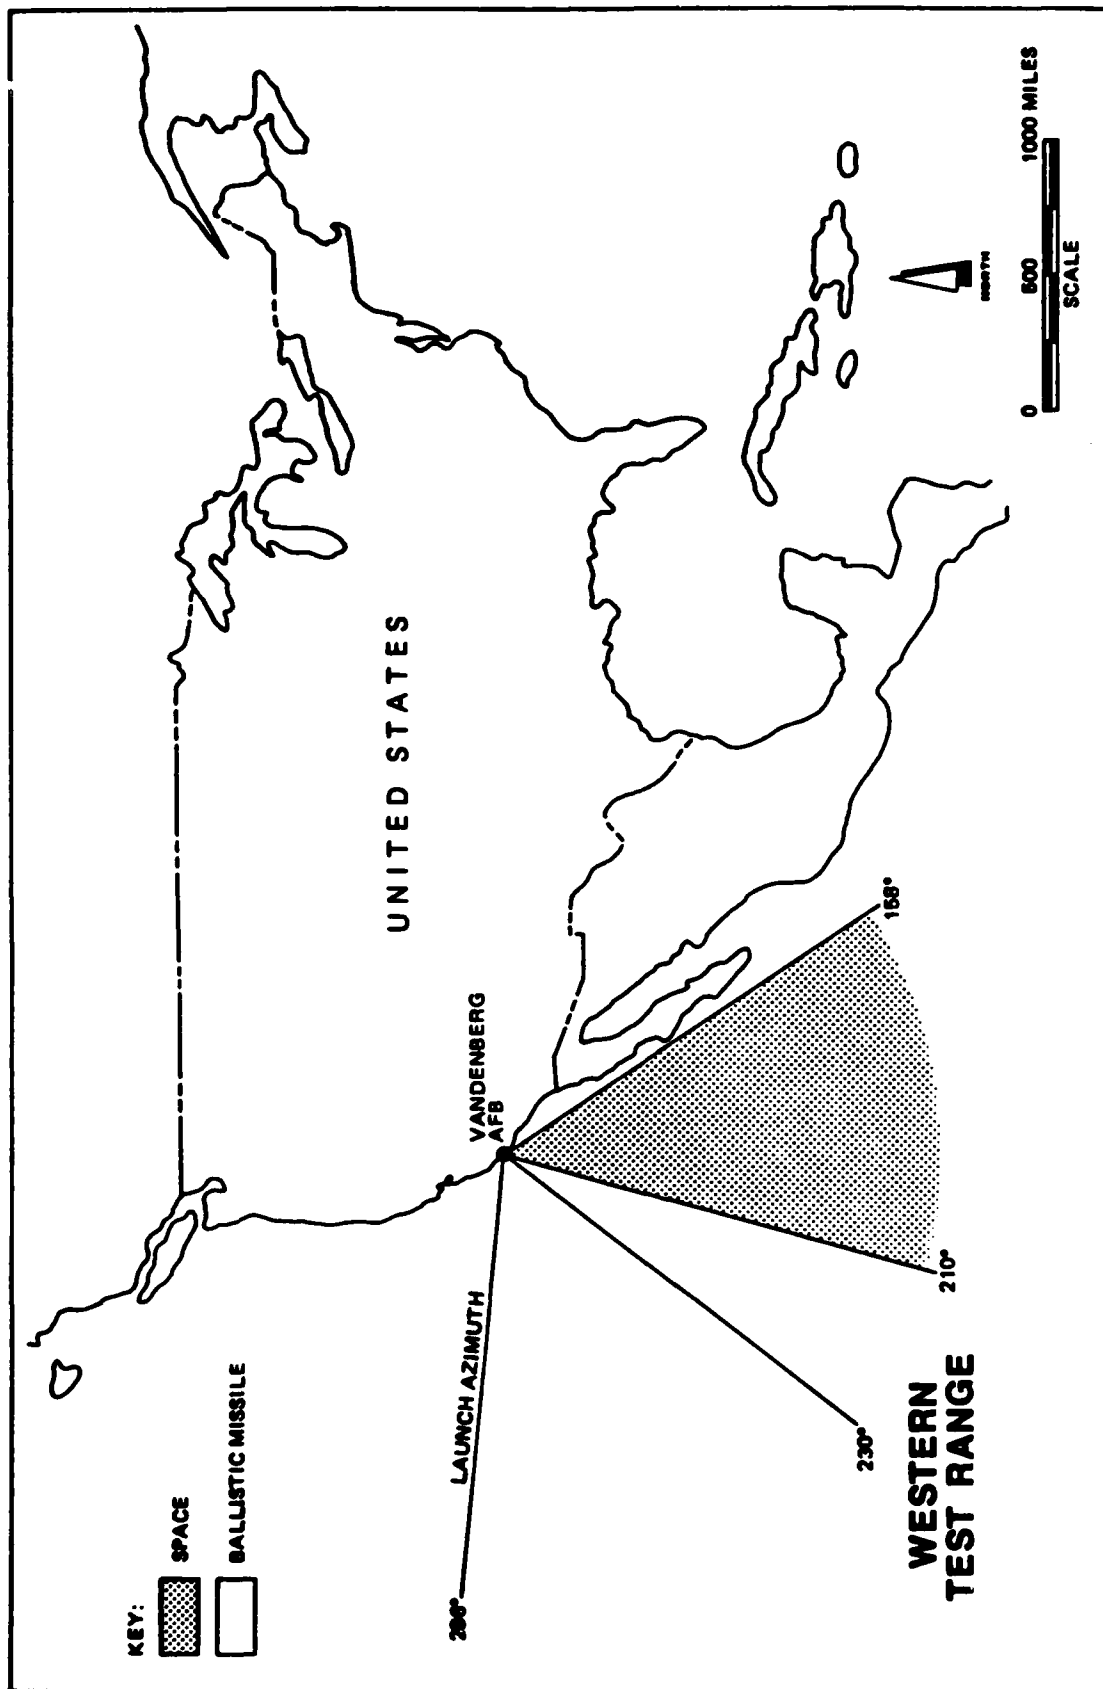 KEY:
SPACE
BALLISTIC MISSILE
UNITED STATES
VANDENBERG
AFB
LAUNCH AZIMUTH
230°
210°
158°
WESTERN
TEST RANGE
NORTH
0 500 1000 MILES
SCALE